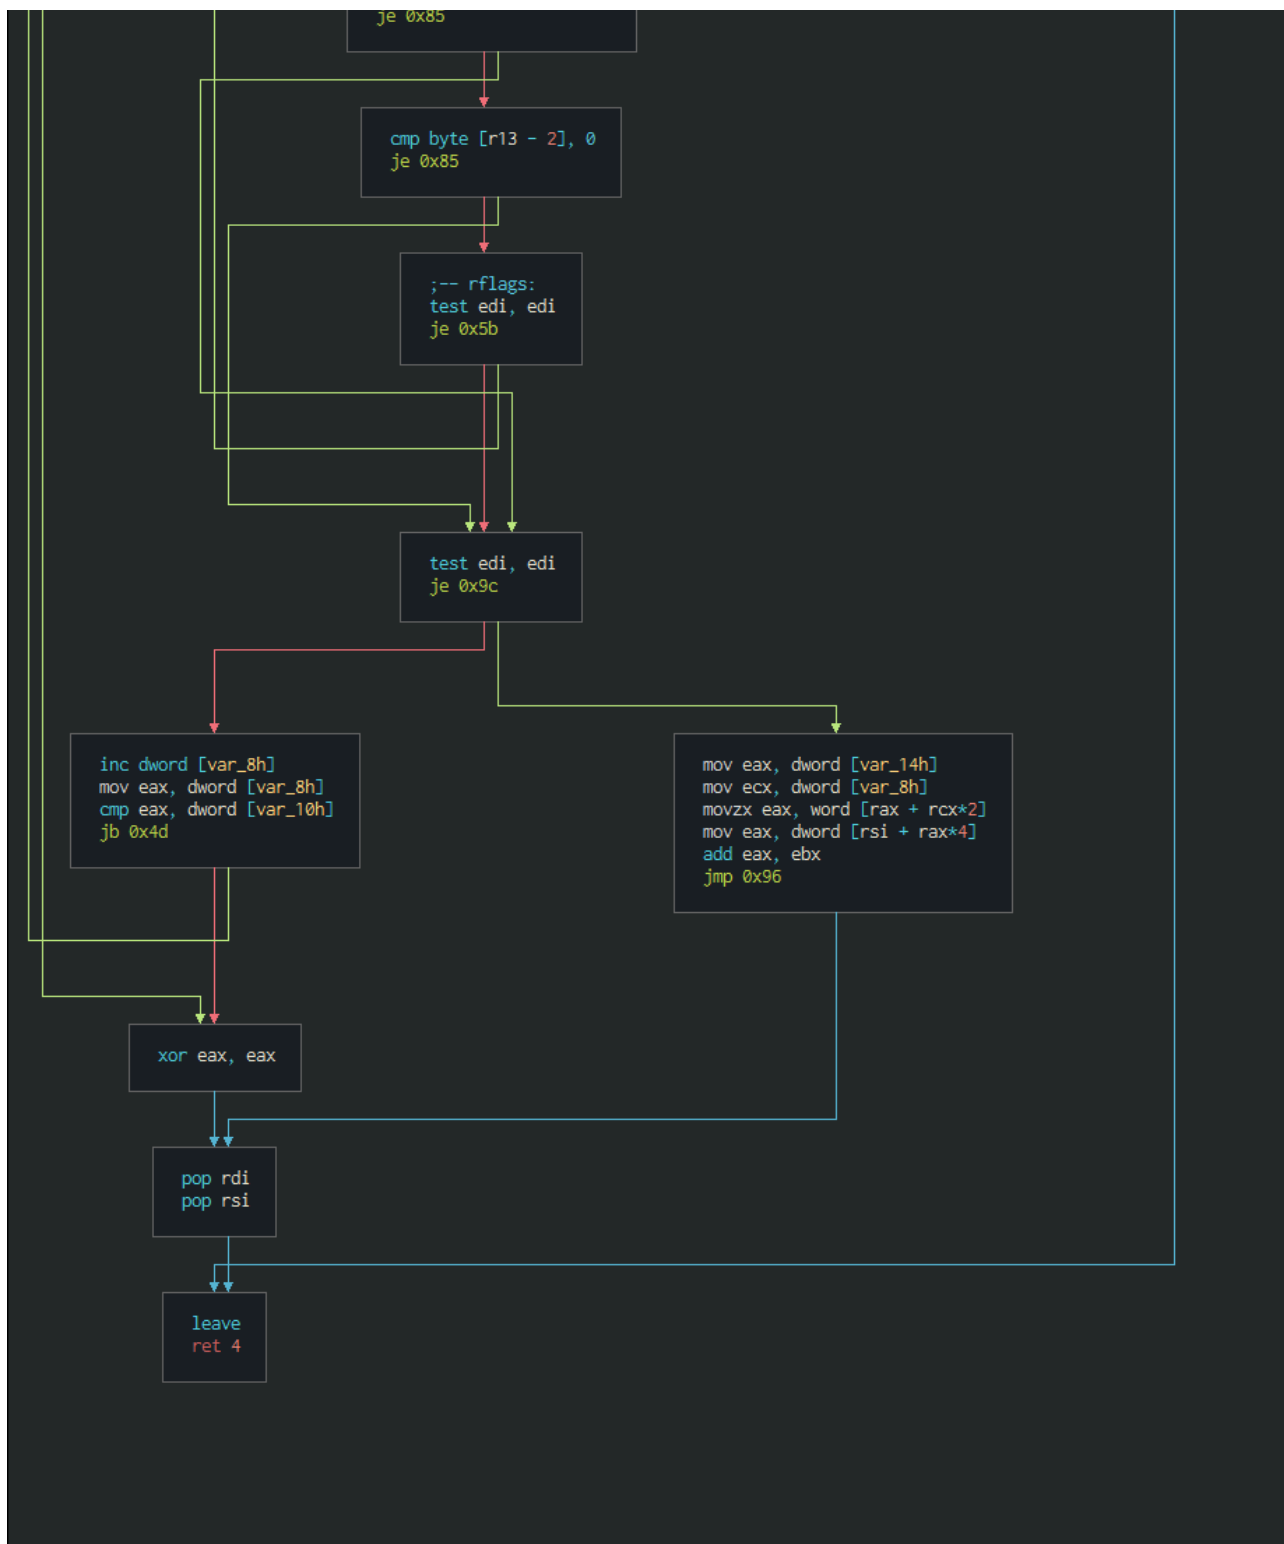 je 0x85
cmp byte [r13 - 2], 0
je 0x85
;-- rflags:
test edi, edi
je 0x5b
test edi, edi
je 0x9c
inc dword [var_8h]
mov eax, dword [var_8h]
cmp eax, dword [var_10h]
jb 0x4d
mov eax, dword [var_14h]
mov ecx, dword [var_8h]
movzx eax, word [rax + rcx*2]
mov eax, dword [rsi + rax*4]
add eax, ebx
jmp 0x96
xor eax, eax
pop rdi
pop rsi
leave
ret 4